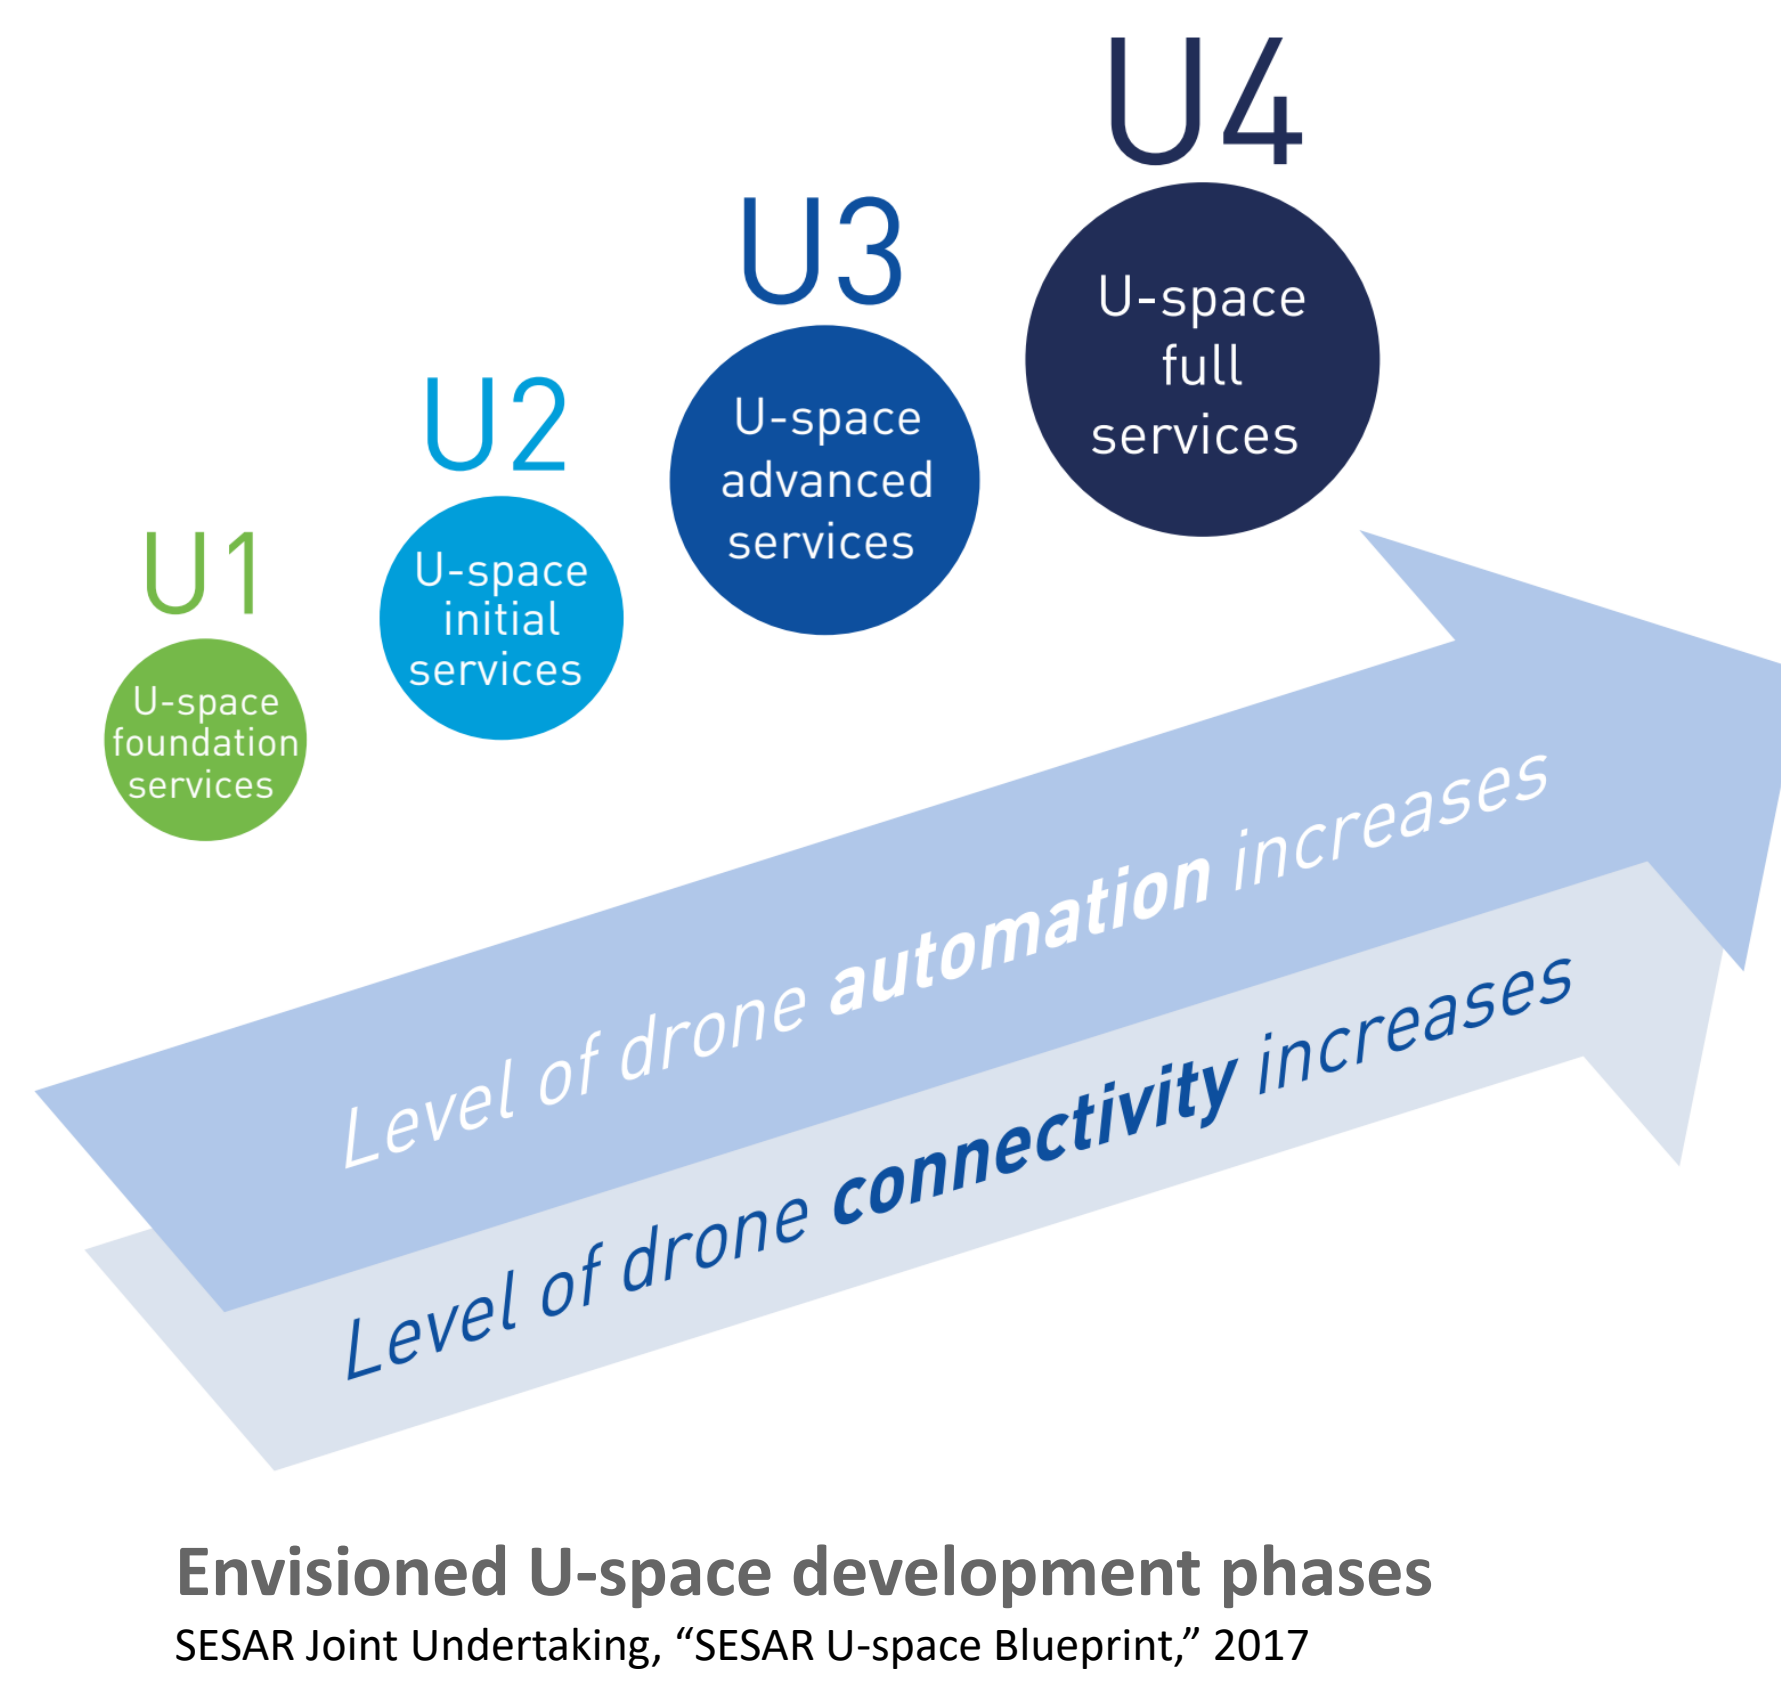 U1
U-space
foundation
services
U2
U-space
initial
services
U3
U-space
advanced
services
U4
U-space
full
services
Level of drone automation increases
Level of drone connectivity increases
Envisioned U-space development phases
SESAR Joint Undertaking, “SESAR U-space Blueprint,” 2017